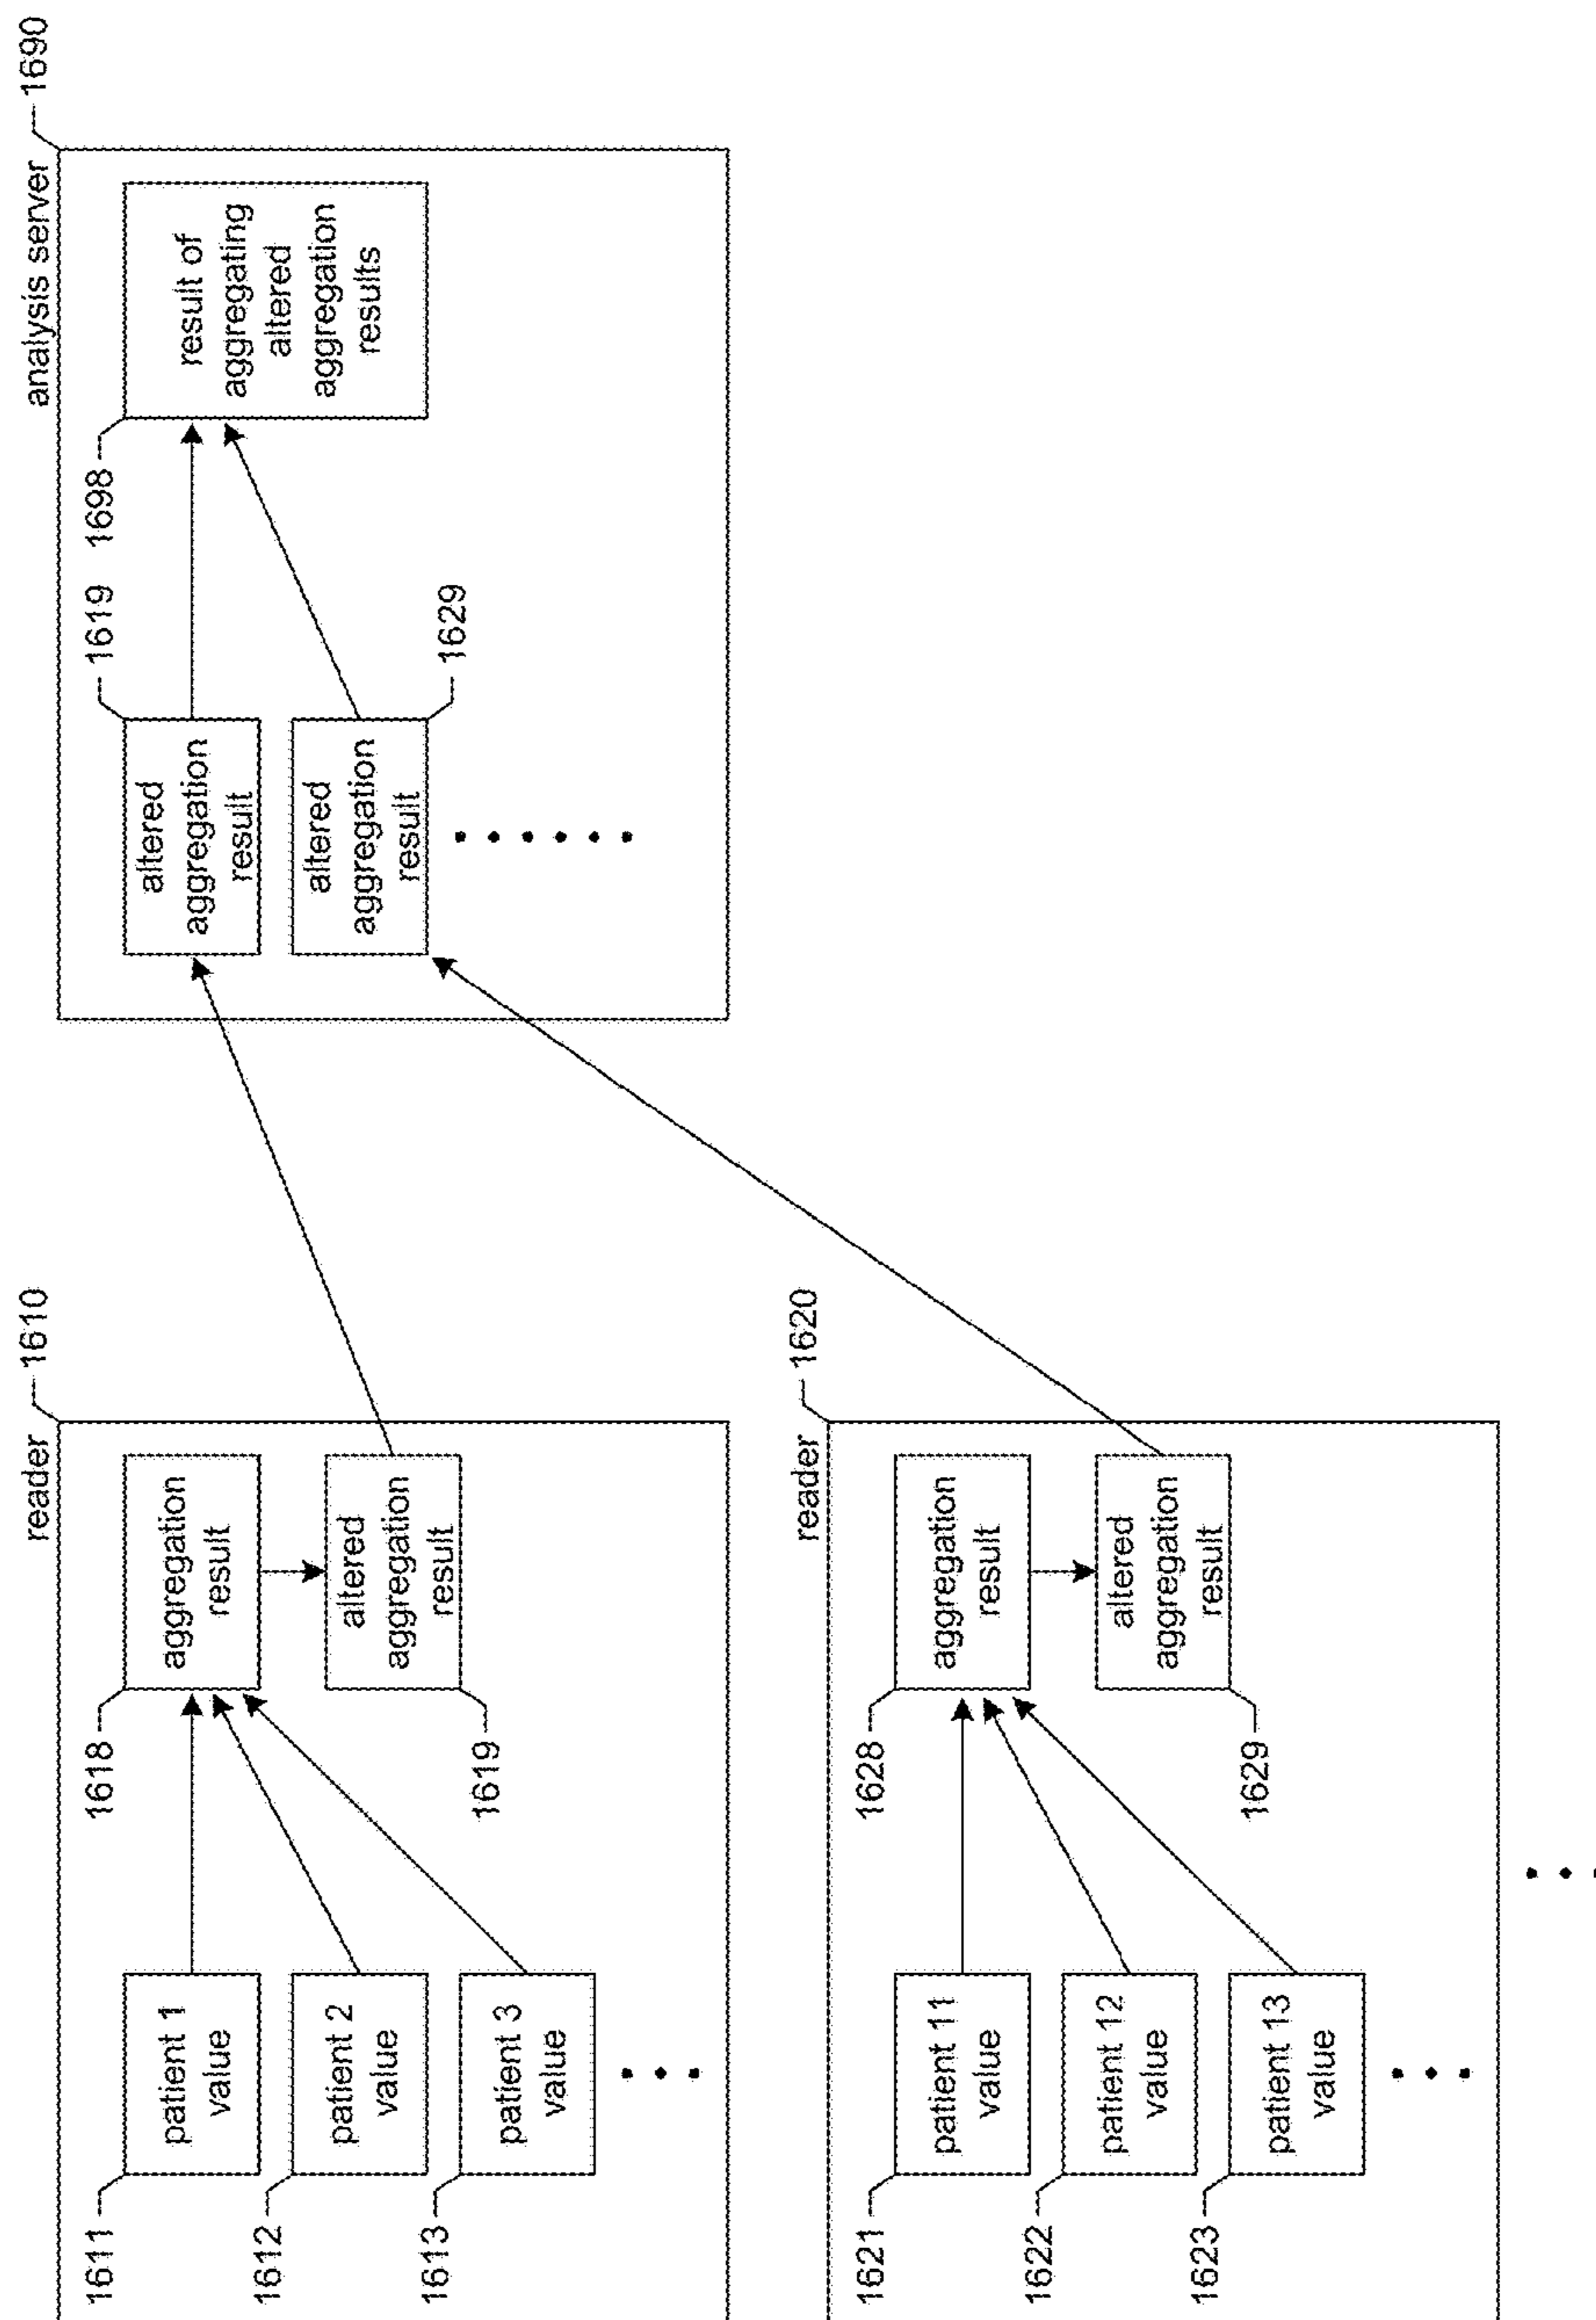 reader
1610
1611
patient 1
value
1612
patient 2
value
1613
patient 3
value
1618
aggregation
result
1619
altered
aggregation
result
reader
1620
1621
patient 11
value
1622
patient 12
value
1623
patient 13
value
1628
aggregation
result
1629
altered
aggregation
result
analysis server
1690
1619
altered
aggregation
result
1629
altered
aggregation
result
1698
result of
aggregating
altered
aggregation
results